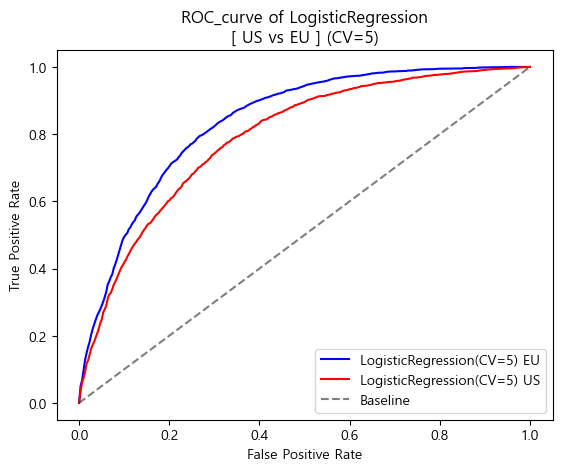 ROC_curve of LogisticRegression
[ US vs EU ] (CV=5)
True Positive Rate
1.0
0.8
0.6
0.4
0.2
0.0
LogisticRegression(CV=5) EU
LogisticRegression(CV=5) US
Baseline
0.0 0.2 0.4 0.6 0.8 1.0
False Positive Rate